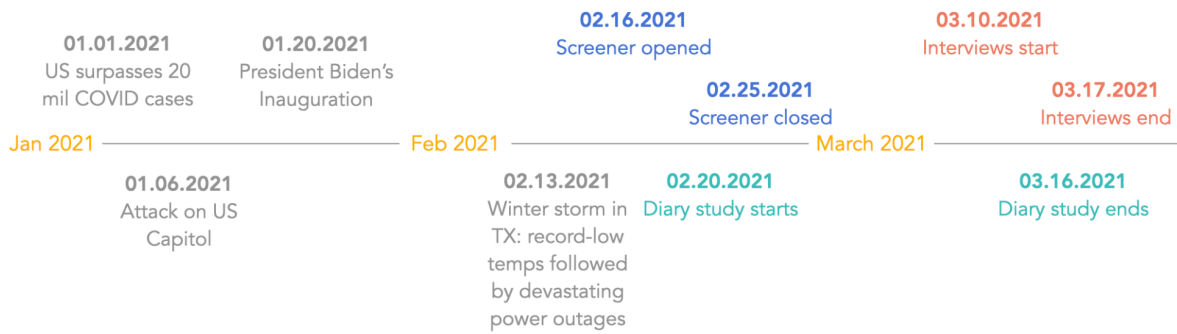 01.01.2021
US surpasses 20
mil COVID cases
01.20.2021
President Biden's
Inauguration
02.16.2021
Screener opened
02.25.2021
Screener closed
03.10.2021
Interviews start
03.17.2021
Interviews end
Jan 2021
Feb 2021
March 2021
01.06.2021
Attack on US
Capitol
02.13.2021
Winter storm in
TX: record-low
temps followed
by devastating
power outages
02.20.2021
Diary study starts
03.16.2021
Diary study ends